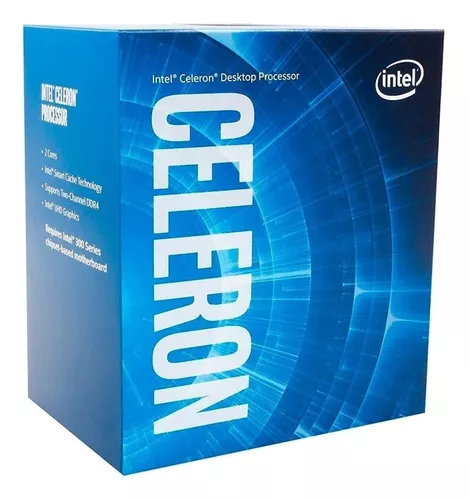 INTEL® CELERON®
PROCESSOR
• 2 Cores
• Intel® Smart Cache Technology
• Supports Two-Channel DDR4
• Intel® UHD Graphics
Requires Intel® 300 Series
chipset-based motherboard
Intel® Celeron® Desktop Processor
intel®
CELERON